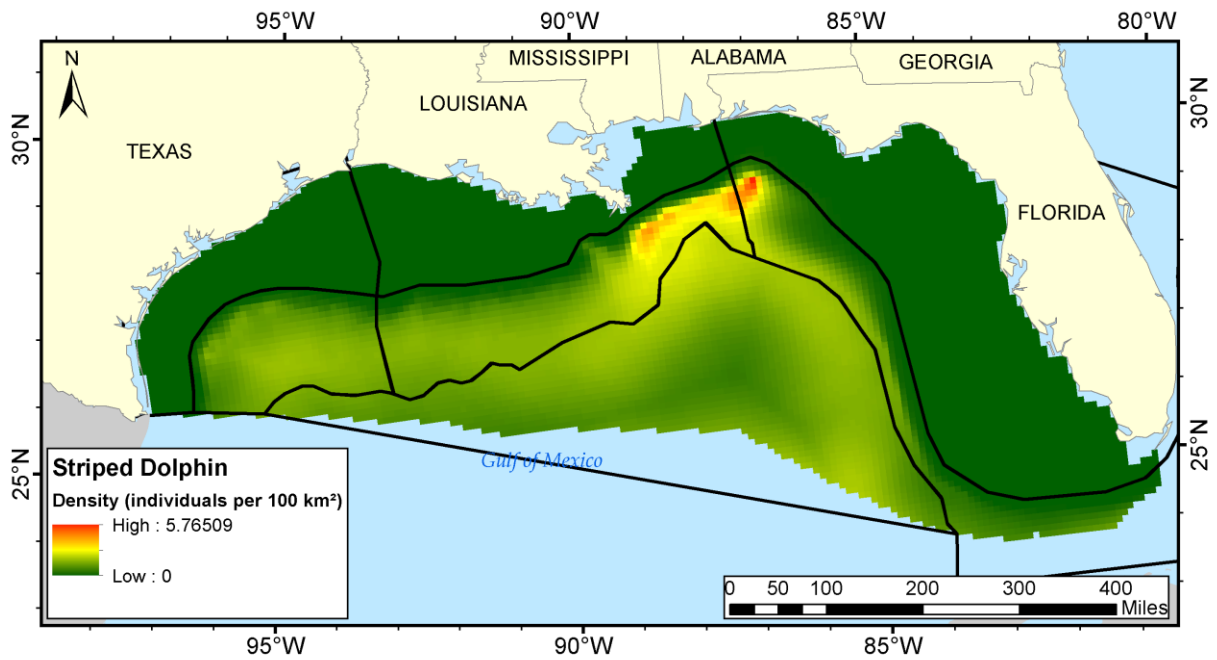 95°W 90°W 85°W 80°W
N
MISSISSIPPI ALABAMA GEORGIA
LOUISIANA
30°N 30°N
TEXAS
FLORIDA
25°N 25°N
Gulf of Mexico
Striped Dolphin
Density (individuals per 100 km²)
High : 5.76509
Low : 0
0 50 100 200 300 400
Miles
95°W 90°W 85°W